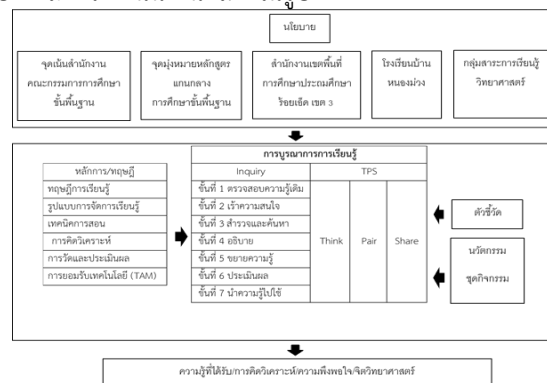 นโยบาย
จุดเน้นสำนักงาน
คณะกรรมการการศึกษา
ขั้นพื้นฐาน
จุดมุ่งหมายหลักสูตร
แกนกลาง
การศึกษาขั้นพื้นฐาน
สำนักงานเขตพื้นที่
การศึกษาประถมศึกษา
ร้อยเอ็ด เขต 3
โรงเรียนบ้าน
หนองม่วง
กลุ่มสาระการเรียนรู้
วิทยาศาสตร์
การบูรณาการการเรียนรู้
หลักการ/ทฤษฎี
ทฤษฎีการเรียนรู้
รูปแบบการจัดการเรียนรู้
เทคนิคการสอน
การคิดวิเคราะห์
การวัดและประเมินผล
การยอมรับเทคโนโลยี (TAM)
Inquiry
ขั้นที่ 1 ตรวจสอบความรู้เดิม
ขั้นที่ 2 เร้าความสนใจ
ขั้นที่ 3 สำรวจและค้นหา
ขั้นที่ 4 อธิบาย
ขั้นที่ 5 ขยายความรู้
ขั้นที่ 6 ประเมินผล
ขั้นที่ 7 นำความรู้ไปใช้
TPS
Think
Pair
Share
ตัวชี้วัด
นวัตกรรม
ชุดกิจกรรม
ความรู้ที่ได้รับ/การคิดวิเคราะห์/ความพึงพอใจ/จิตวิทยาศาสตร์